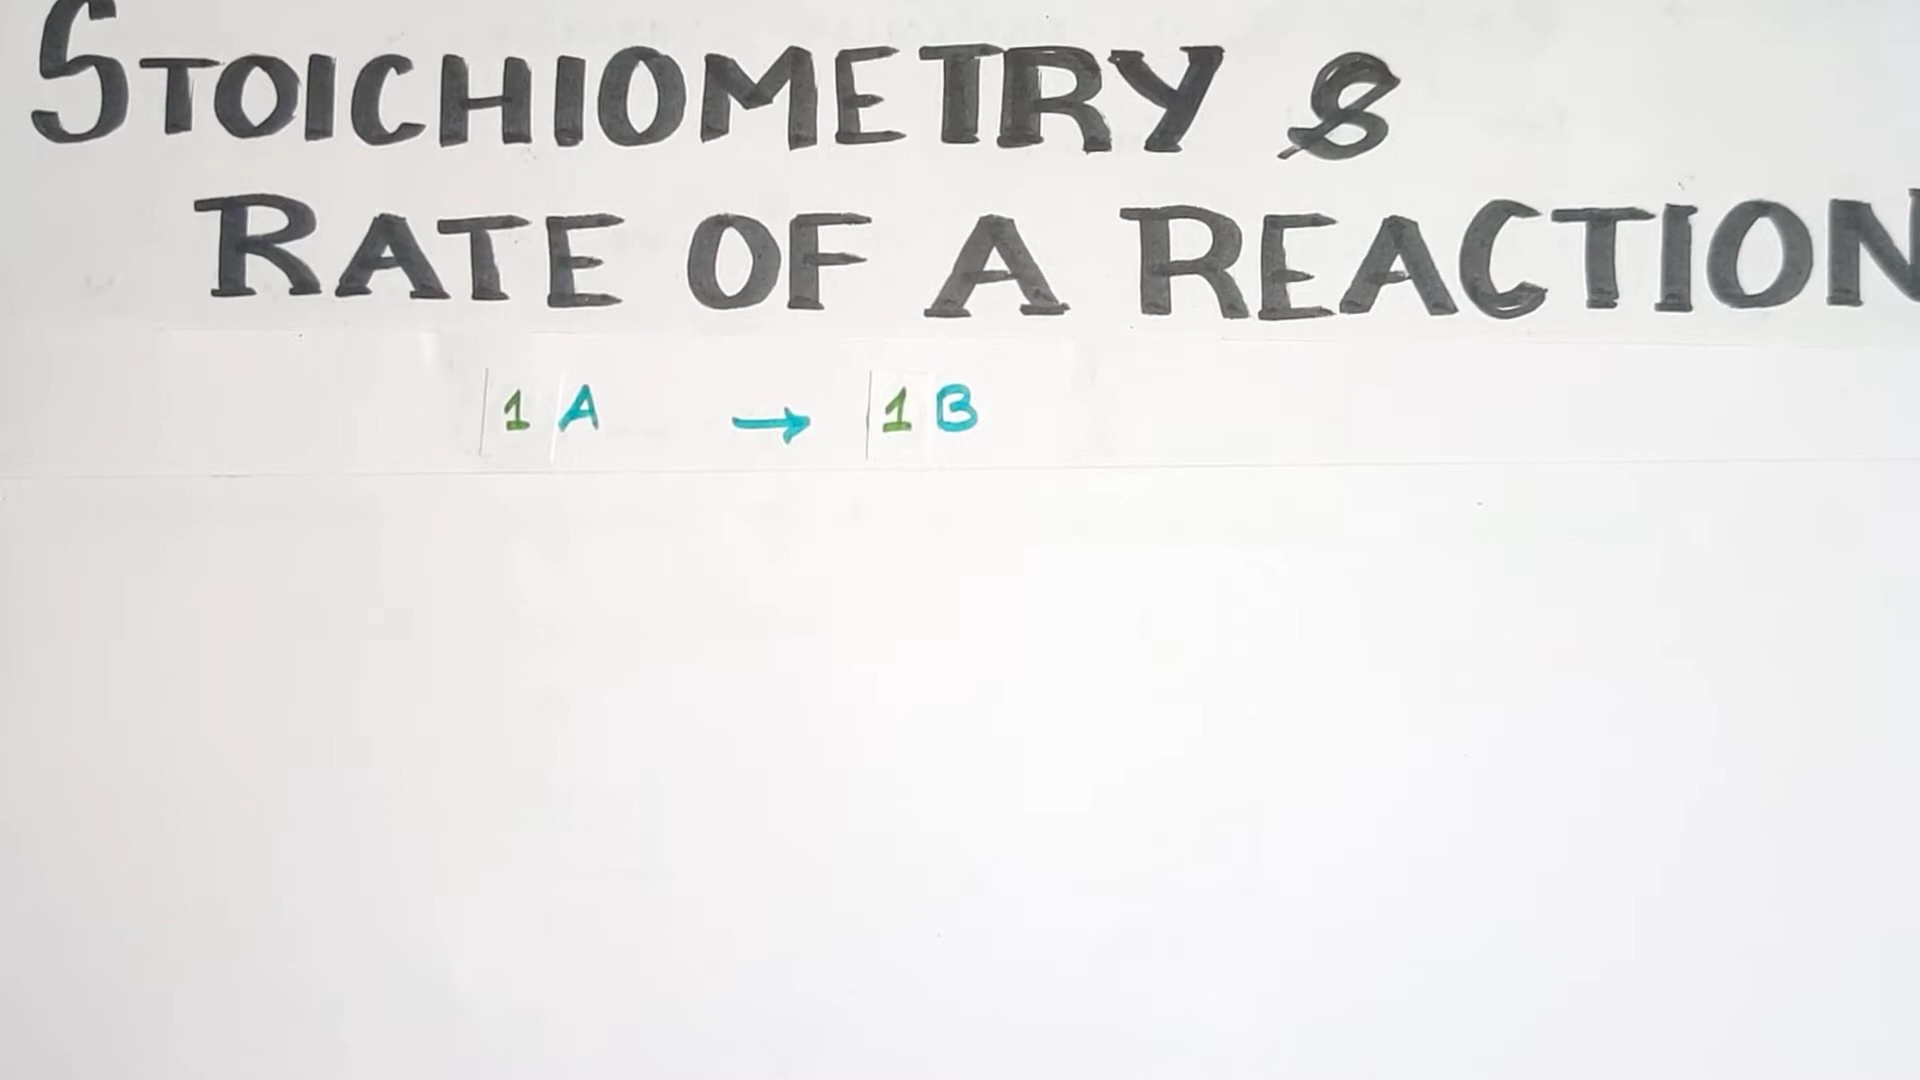 STOICHIOMETRY &
RATE OF A REACTION
1 A → 1 B